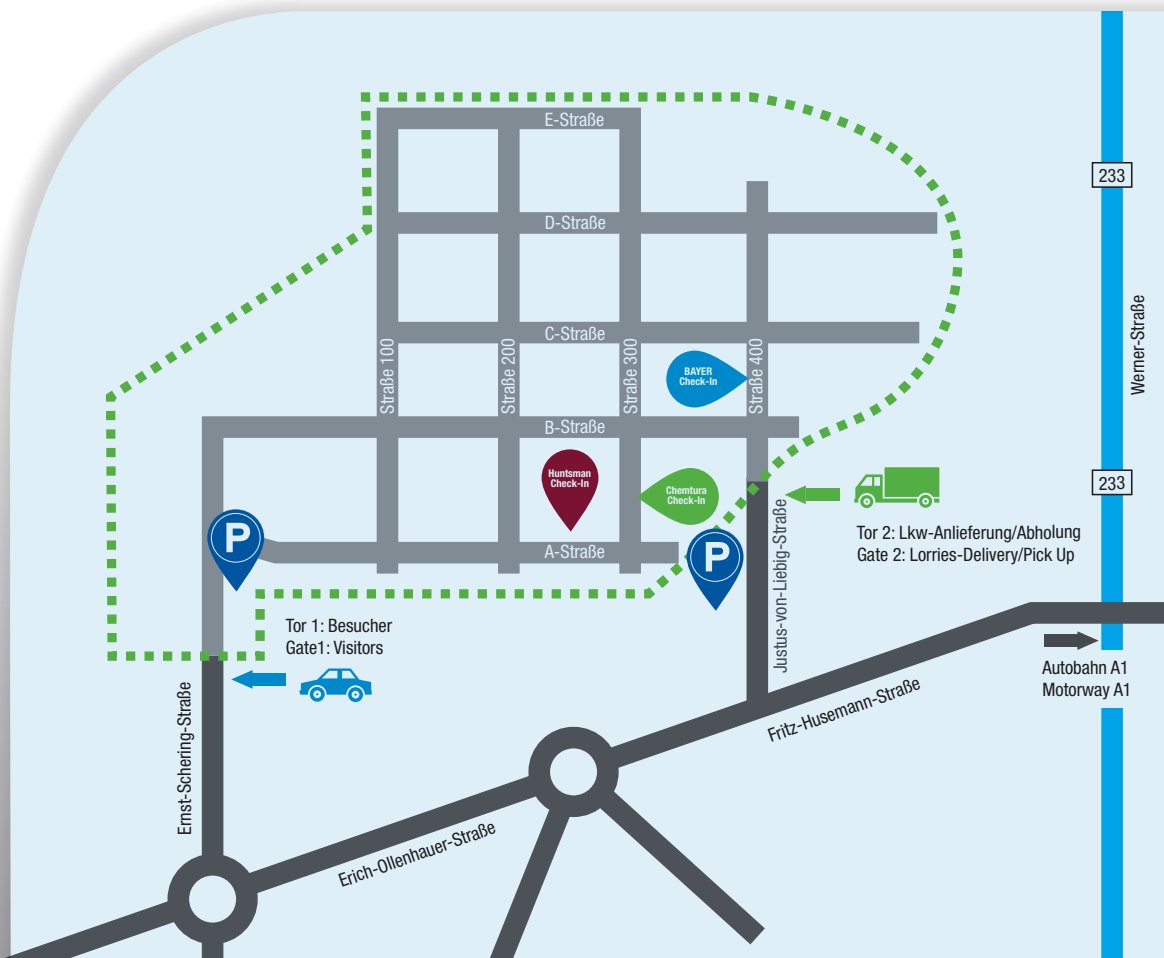 E-Straße
233
D-Straße
C-Straße
Straße 100
Straße 200
Straße 300
Straße 400
BAYER
Check-In
Werner-Straße
B-Straße
Huntsman
Check-In
Chemtura
Check-In
233
P
P
A-Straße
Justus-von-Liebig-Straße
Tor 2: Lkw-Anlieferung/Abholung
Gate 2: Lorries-Delivery/Pick Up
Tor 1: Besucher
Gate1: Visitors
Autobahn A1
Motorway A1
Ernst-Schering-Straße
Fritz-Husemann-Straße
Erich-Ollenhauer-Straße